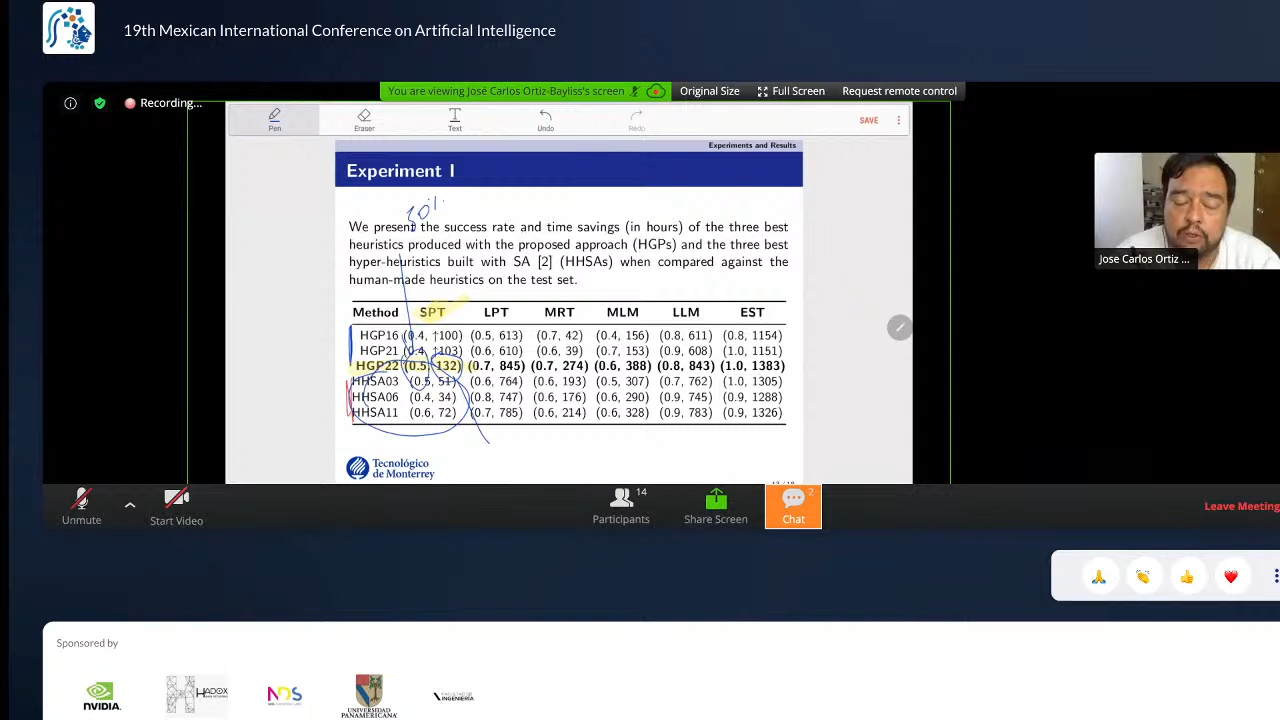 19th Mexican International Conference on Artificial Intelligence
Recording...
You are viewing José Carlos Ortiz-Bayliss's screen
Original Size
Full Screen
Request remote control
Pen
Eraser
Text
Undo
Redo
SAVE
Experiments and Results
Experiment I
We present the success rate and time savings (in hours) of the three best
heuristics produced with the proposed approach (HGPs) and the three best
hyper-heuristics built with SA [2] (HHSAs) when compared against the
human-made heuristics on the test set.
Method SPT LPT MRT MLM LLM EST
HGP16 (0.4, 100) (0.5, 613) (0.7, 42) (0.4, 156) (0.8, 611) (0.8, 1154)
HGP21 (0.4, 103) (0.6, 610) (0.6, 39) (0.7, 153) (0.9, 608) (1.0, 1151)
HGP22 (0.5, 132) (0.7, 845) (0.7, 274) (0.6, 388) (0.8, 843) (1.0, 1383)
HHSA03 (0.5, 51) (0.6, 764) (0.6, 193) (0.5, 307) (0.7, 762) (1.0, 1305)
HHSA06 (0.4, 34) (0.8, 747) (0.6, 176) (0.6, 290) (0.9, 745) (0.9, 1288)
HHSA11 (0.6, 72) (0.7, 785) (0.6, 214) (0.6, 328) (0.9, 783) (0.9, 1326)
Tecnológico
de Monterrey
Jose Carlos Ortiz ...
Unmute
Start Video
14
Participants
Share Screen
2
Chat
Leave Meeting
Sponsored by
NVIDIA.
HADOX
NDS
UNIVERSIDAD
PANAMERICANA
FACULTAD DE
INGENIERÍA